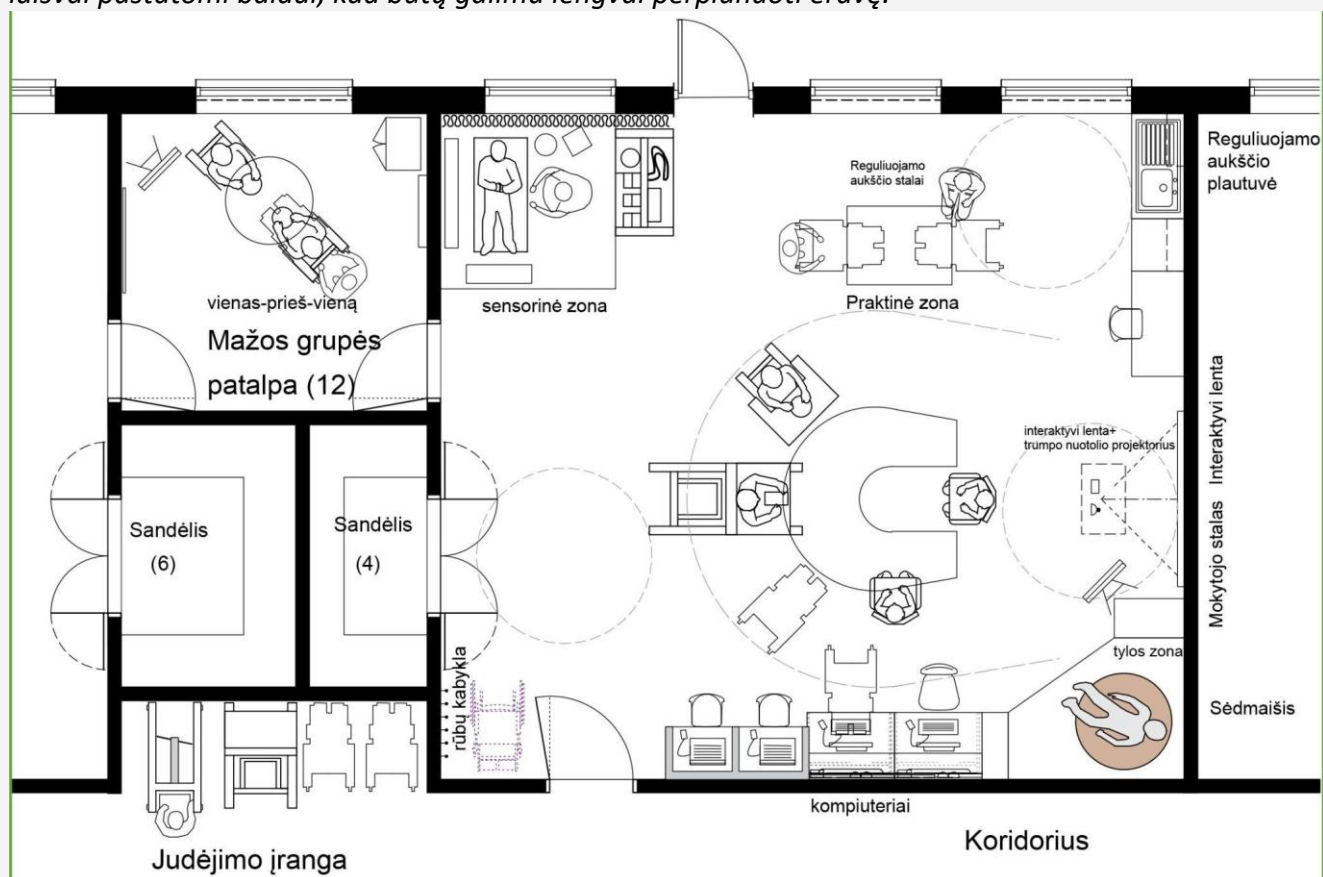 laisvai pastatomi baldai, kad būtų galima lengvai perplanuoti erdvę.
Reguliuojamo
aukščio
plautuvė
Reguliuojamo
aukščio stalai
vienas-prieš-vieną
sensorinė zona
Praktinė zona
Mažos grupės
patalpa (12)
interaktyvi lenta+
trumpo nuotolio projektorius
Mokytojo stalas Interaktyvi lenta
Sandėlis
(6)
Sandėlis
(4)
tylos zona
rūbų kabykla
Sėdmaišis
kompiuteriai
Koridorius
Judėjimo įranga